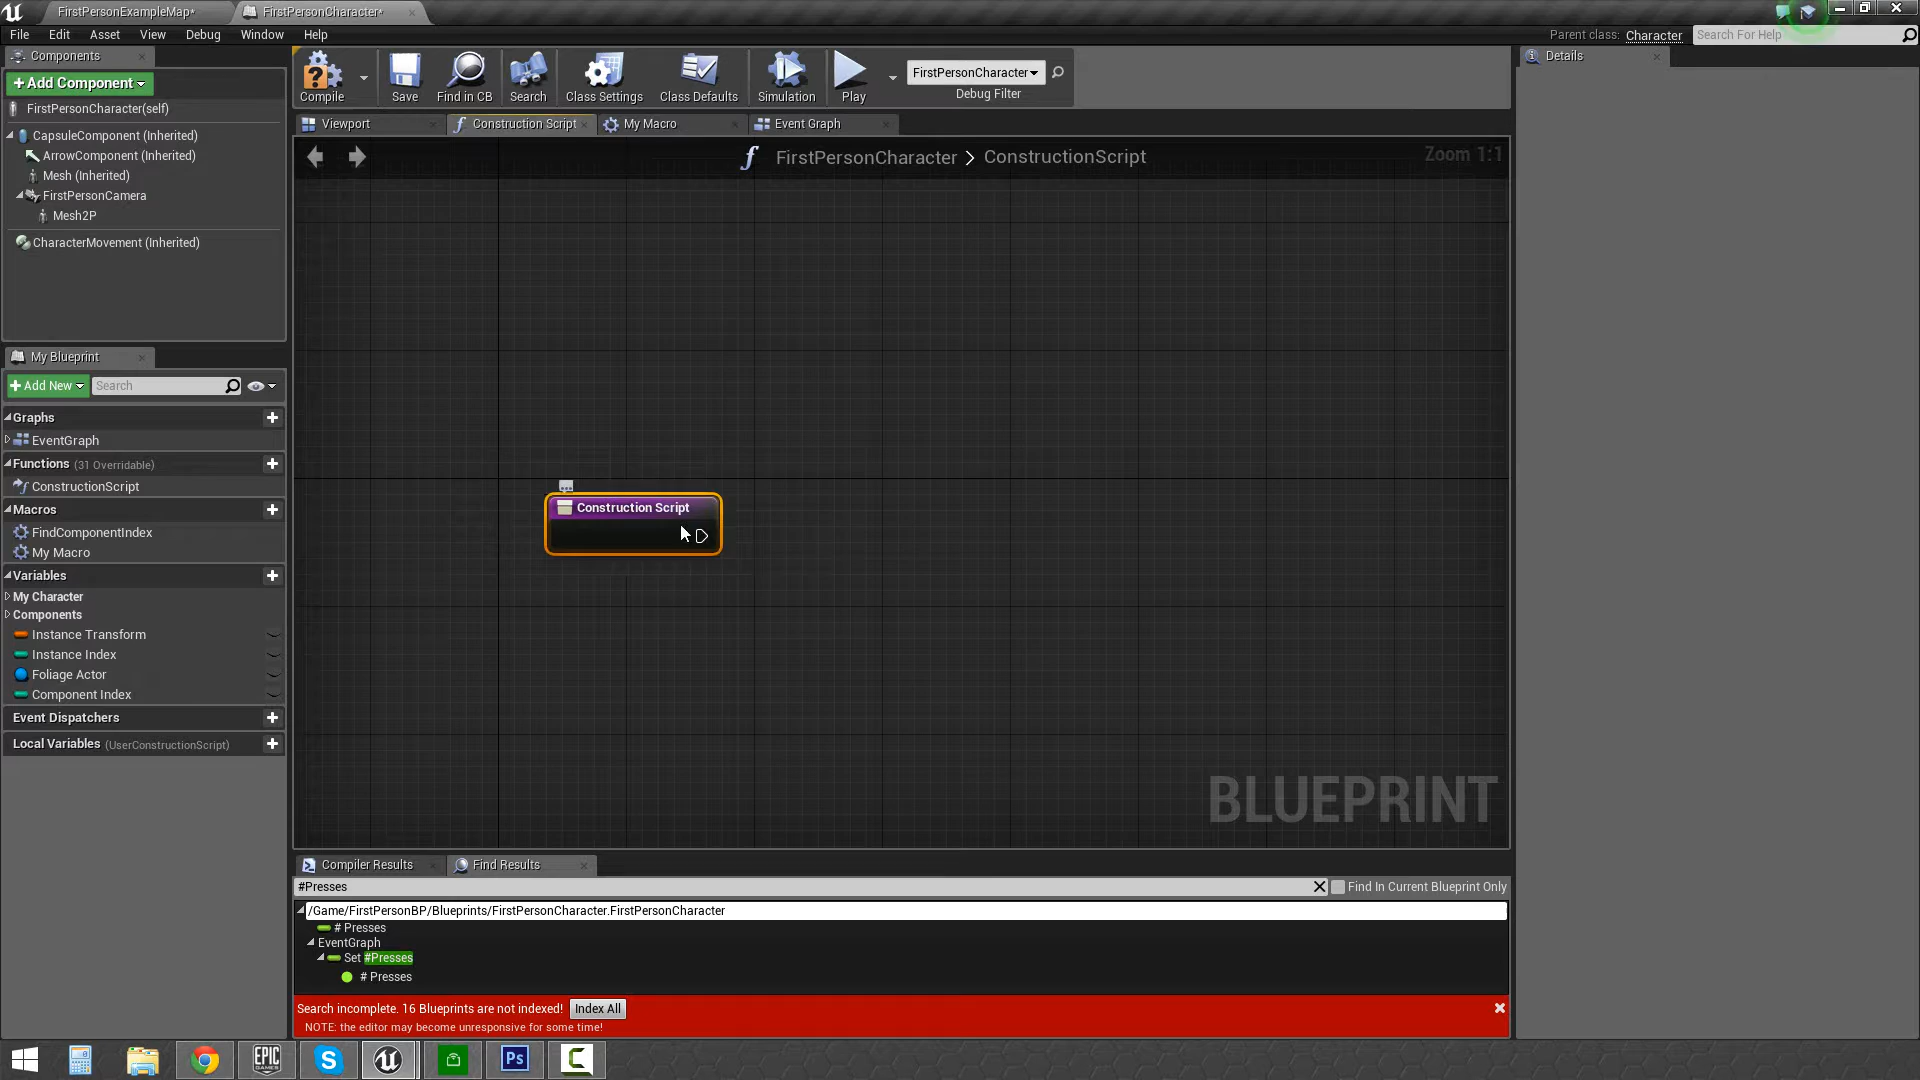 FirstPersonExampleMap*
FirstPersonCharacter*
File Edit Asset View Debug Window Help
Parent class: Character
Search For Help
Components
+Add Component
FirstPersonCharacter(self)
CapsuleComponent (Inherited)
ArrowComponent (Inherited)
Mesh (Inherited)
FirstPersonCamera
Mesh2P
CharacterMovement (Inherited)
My Blueprint
+Add New
Search
Graphs
EventGraph
Functions (31 Overridable)
ConstructionScript
Macros
FindComponentIndex
My Macro
Variables
My Character
Components
Instance Transform
Instance Index
Foliage Actor
Component Index
Event Dispatchers
Local Variables (UserConstructionScript)
Compile
Save
Find in CB
Search
Class Settings
Class Defaults
Simulation
Play
FirstPersonCharacter
Debug Filter
Viewport
Construction Script
My Macro
Event Graph
FirstPersonCharacter > ConstructionScript
Zoom 1:1
Construction Script
BLUEPRINT
Details
Compiler Results
Find Results
#Presses
Find In Current Blueprint Only
/Game/FirstPersonBP/Blueprints/FirstPersonCharacter.FirstPersonCharacter
# Presses
EventGraph
Set #Presses
# Presses
Search incomplete. 16 Blueprints are not indexed!
Index All
NOTE: the editor may become unresponsive for some time!
EPIC GAMES
Ps